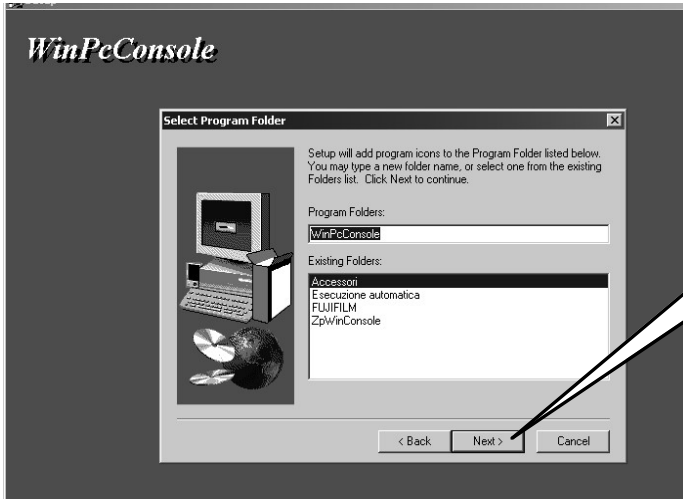 WinPcConsole
Select Program Folder
Setup will add program icons to the Program Folder listed below.
You may type a new folder name, or select one from the existing
Folders list. Click Next to continue.
Program Folders:
WinPcConsole
Existing Folders:
Accessori
Esecuzione automatica
FUJIFILM
ZpWinConsole
< Back
Next >
Cancel